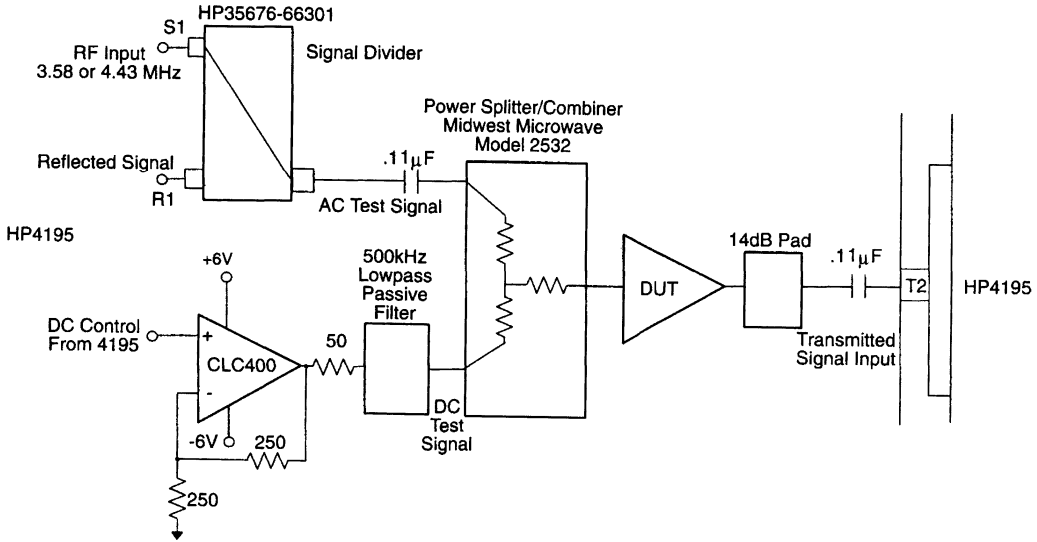 HP35676-66301
S1
RF Input
3.58 or 4.43 MHz
Signal Divider
Reflected Signal
R1
.11µF
AC Test Signal
Power Splitter/Combiner
Midwest Microwave
Model 2532
HP4195
+6V
500kHz
Lowpass
Passive
Filter
DC Control
From 4195
+
CLC400
-
-6V
50
250
250
DC
Test
Signal
DUT
14dB Pad
.11µF
T2
HP4195
Transmitted
Signal Input